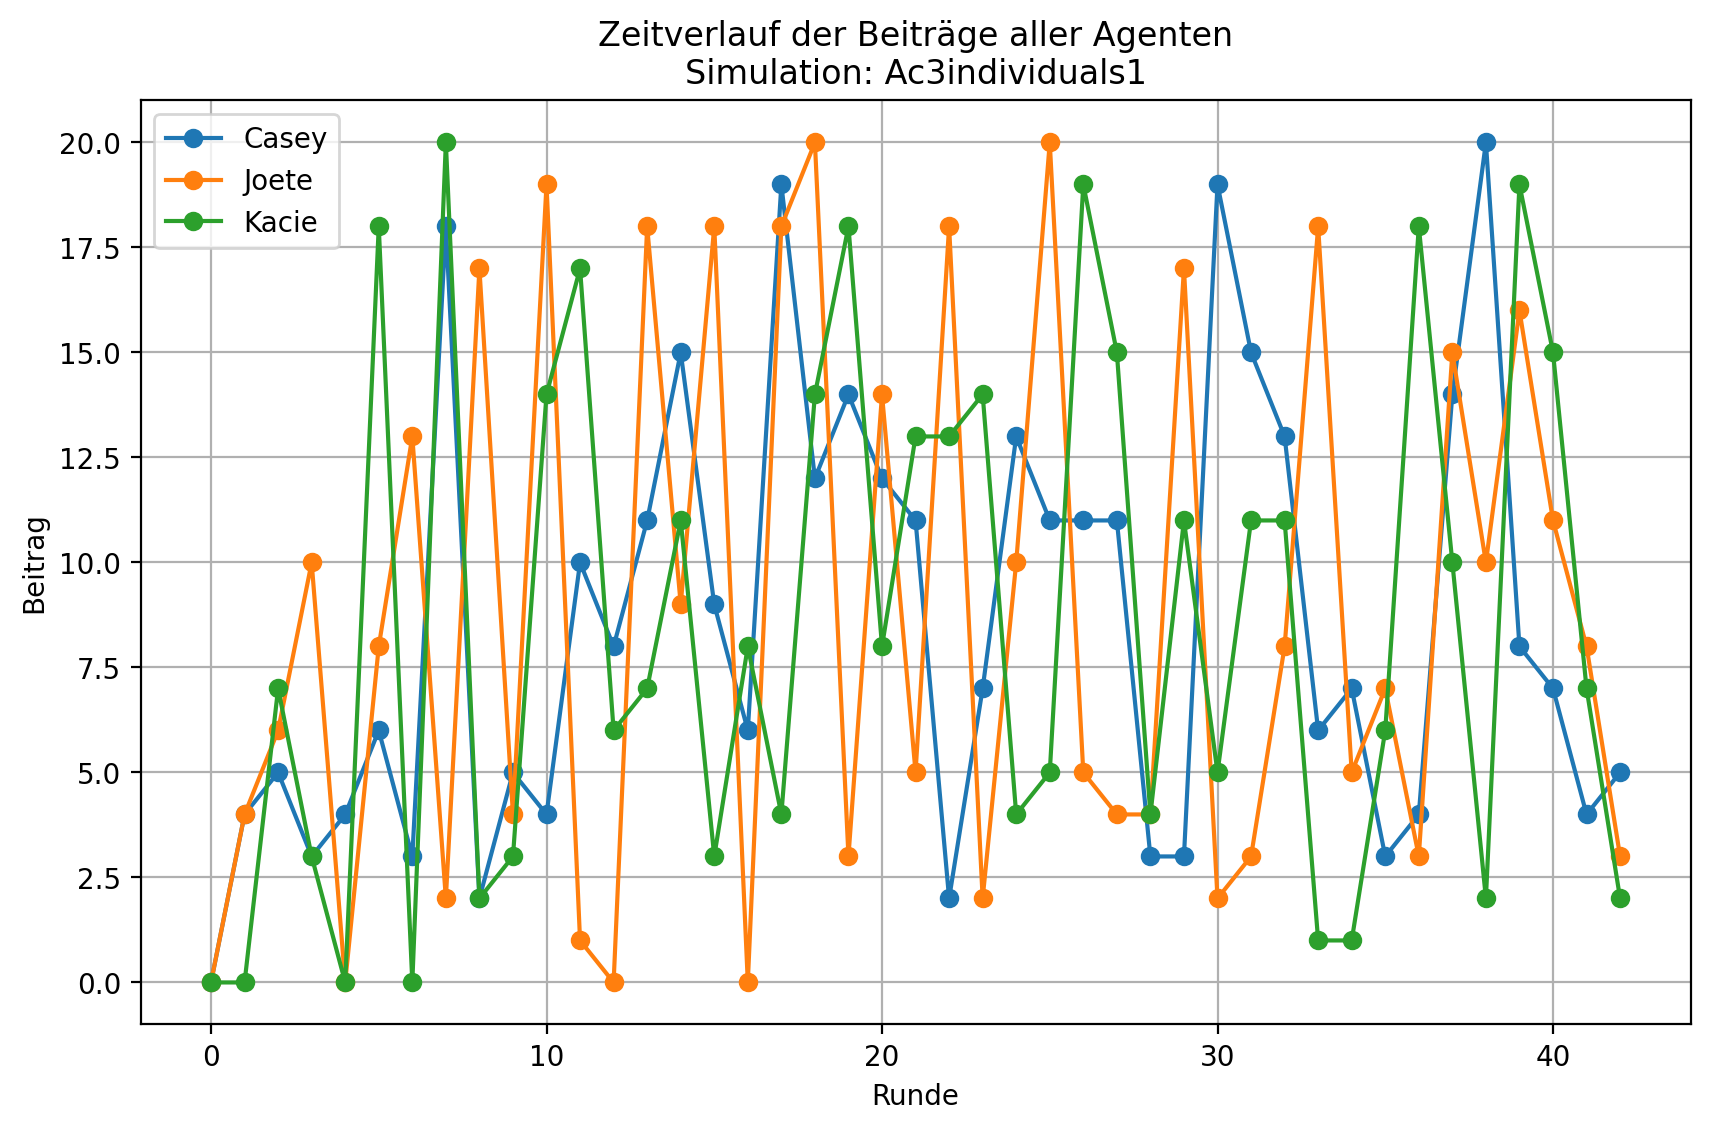 Zeitverlauf der Beiträge aller Agenten
Simulation: Ac3individuals1
Casey
Joete
Kacie
20.0
17.5
15.0
12.5
10.0
7.5
5.0
2.5
0.0
Beitrag
0 10 20 30 40
Runde